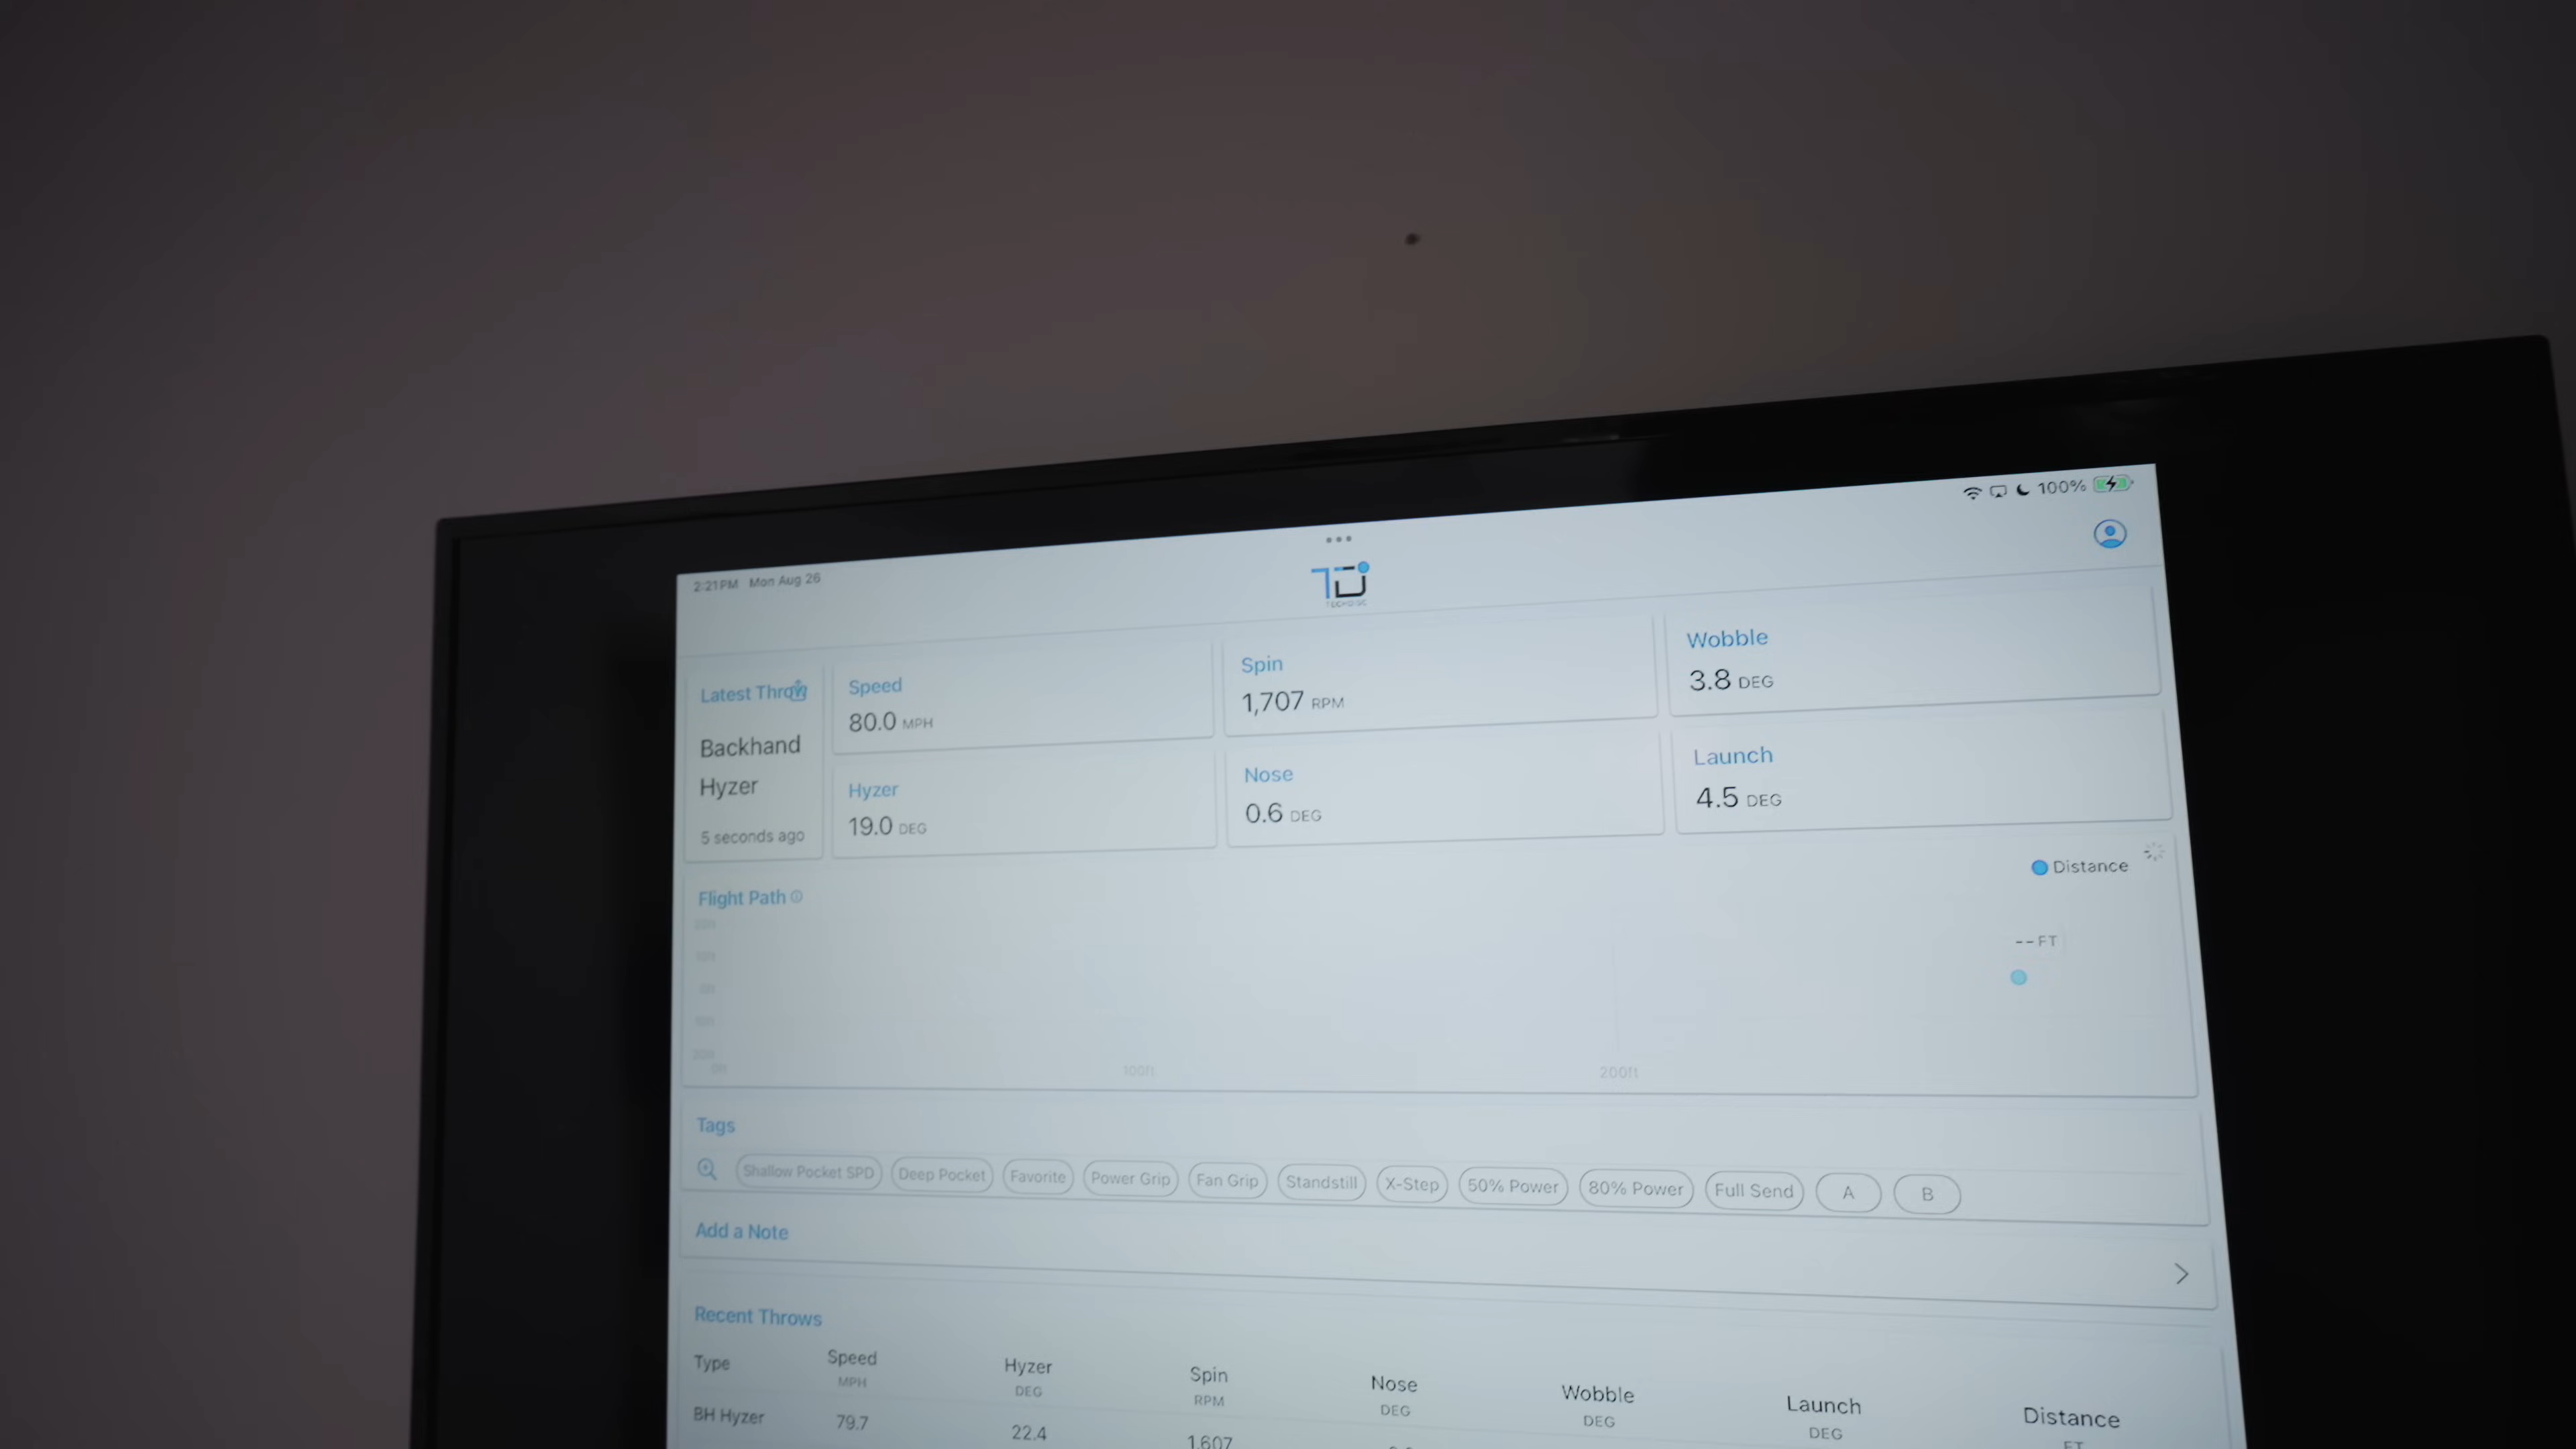 2:21 PM Mon Aug 26
100%
TECHDISC
Latest Throw
Backhand
Hyzer
5 seconds ago
Speed
80.0 MPH
Spin
1,707 RPM
Wobble
3.8 DEG
Hyzer
19.0 DEG
Nose
0.6 DEG
Launch
4.5 DEG
Flight Path
Distance
--FT
100ft
200ft
Tags
Shallow Pocket SPD
Deep Pocket
Favorite
Power Grip
Fan Grip
Standstill
X-Step
50% Power
80% Power
Full Send
A
B
Add a Note
Recent Throws
Type
Speed
MPH
Hyzer
DEG
Spin
RPM
Nose
DEG
Wobble
DEG
Launch
DEG
Distance
FT
BH Hyzer
79.7
22.4
1,607